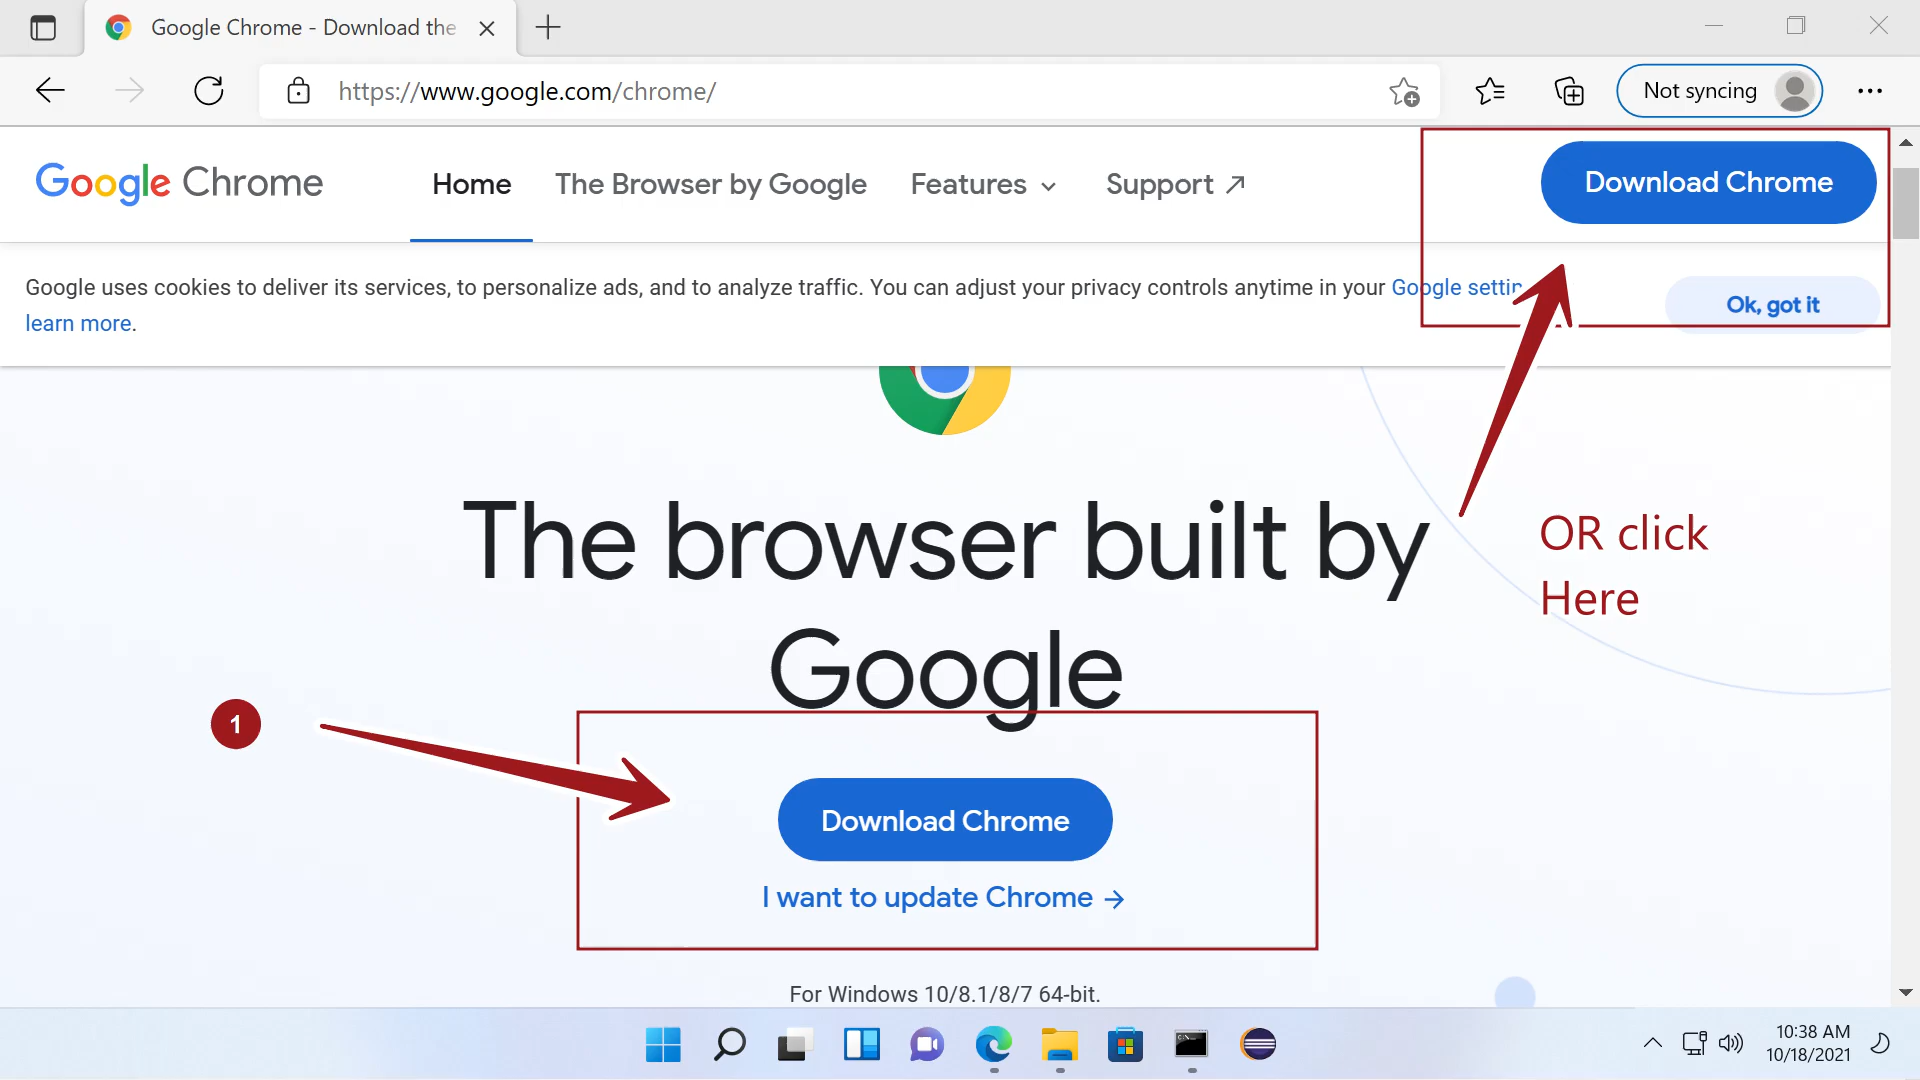 Google Chrome - Download the
https://www.google.com/chrome/
Not syncing
Google Chrome
Home
The Browser by Google
Features
Support
Download Chrome
Google uses cookies to deliver its services, to personalize ads, and to analyze traffic. You can adjust your privacy controls anytime in your Google settin
learn more.
Ok, got it
The browser built by
Google
OR click
Here
1
Download Chrome
I want to update Chrome
For Windows 10/8.1/8/7 64-bit.
10:38 AM
10/18/2021